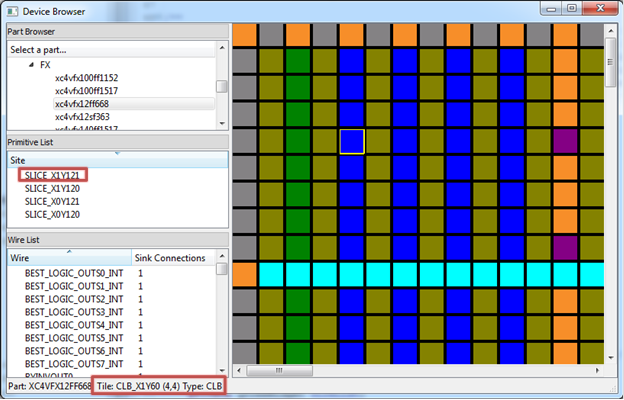 Device Browser
Part Browser
Select a part...
FX
xc4vfx100ff1152
xc4vfx100ff1517
xc4vfx12ff668
xc4vfx12sf363
xc4vfx140ff1517
Primitive List
Site
SLICE_X1Y121
SLICE_X1Y120
SLICE_X0Y121
SLICE_X0Y120
Wire List
Wire Sink Connections
BEST_LOGIC_OUTS0_INT 1
BEST_LOGIC_OUTS1_INT 1
BEST_LOGIC_OUTS2_INT 1
BEST_LOGIC_OUTS4_INT 1
BEST_LOGIC_OUTS5_INT 1
BEST_LOGIC_OUTS6_INT 1
BEST_LOGIC_OUTS7_INT 1
BYINVOUT0 1
Part: XC4VFX12FF668 Tile: CLB_X1Y60 (4,4) Type: CLB